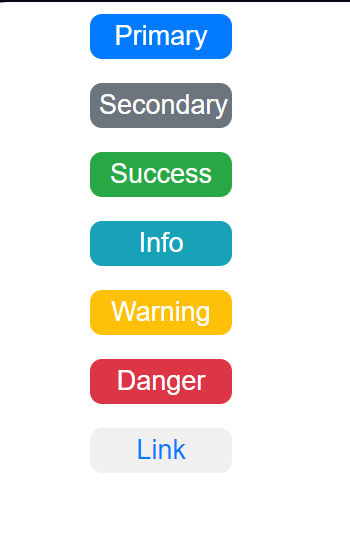 Primary
Secondary
Success
Info
Warning
Danger
Link